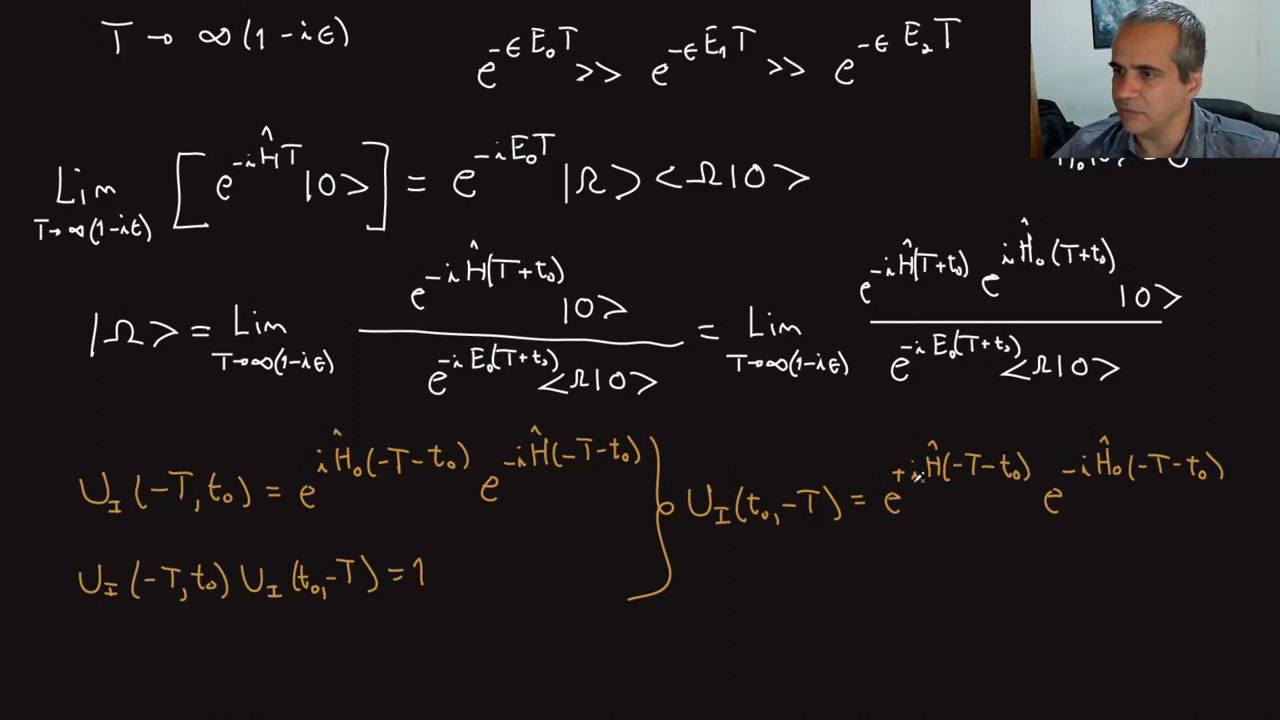 T → ∞(1-iϵ) e^{-ϵE₀T} >> e^{-ϵE₁T} >> e^{-ϵE₂T}
Lim_{T→∞(1-iϵ)} [e^{-iĤT}|0>] = e^{-iE₀T} |Ω><Ω|0>
|Ω> = Lim_{T→∞(1-iϵ)} e^{-iĤ(T+t₀)}|0> / e^{-iE₀(T+t₀)}<Ω|0> = Lim_{T→∞(1-iϵ)} e^{-iĤ(T+t₀)} e^{iĤ₀(T+t₀)}|0> / e^{-iE₀(T+t₀)}<Ω|0>
U_I(-T,t₀) = e^{iĤ₀(-T-t₀)} e^{-iĤ(-T-t₀)} U_I(t₀,-T) = e^{+iĤ(-T-t₀)} e^{-iĤ₀(-T-t₀)}
U_I(-T,t₀) U_I(t₀,-T) = 1